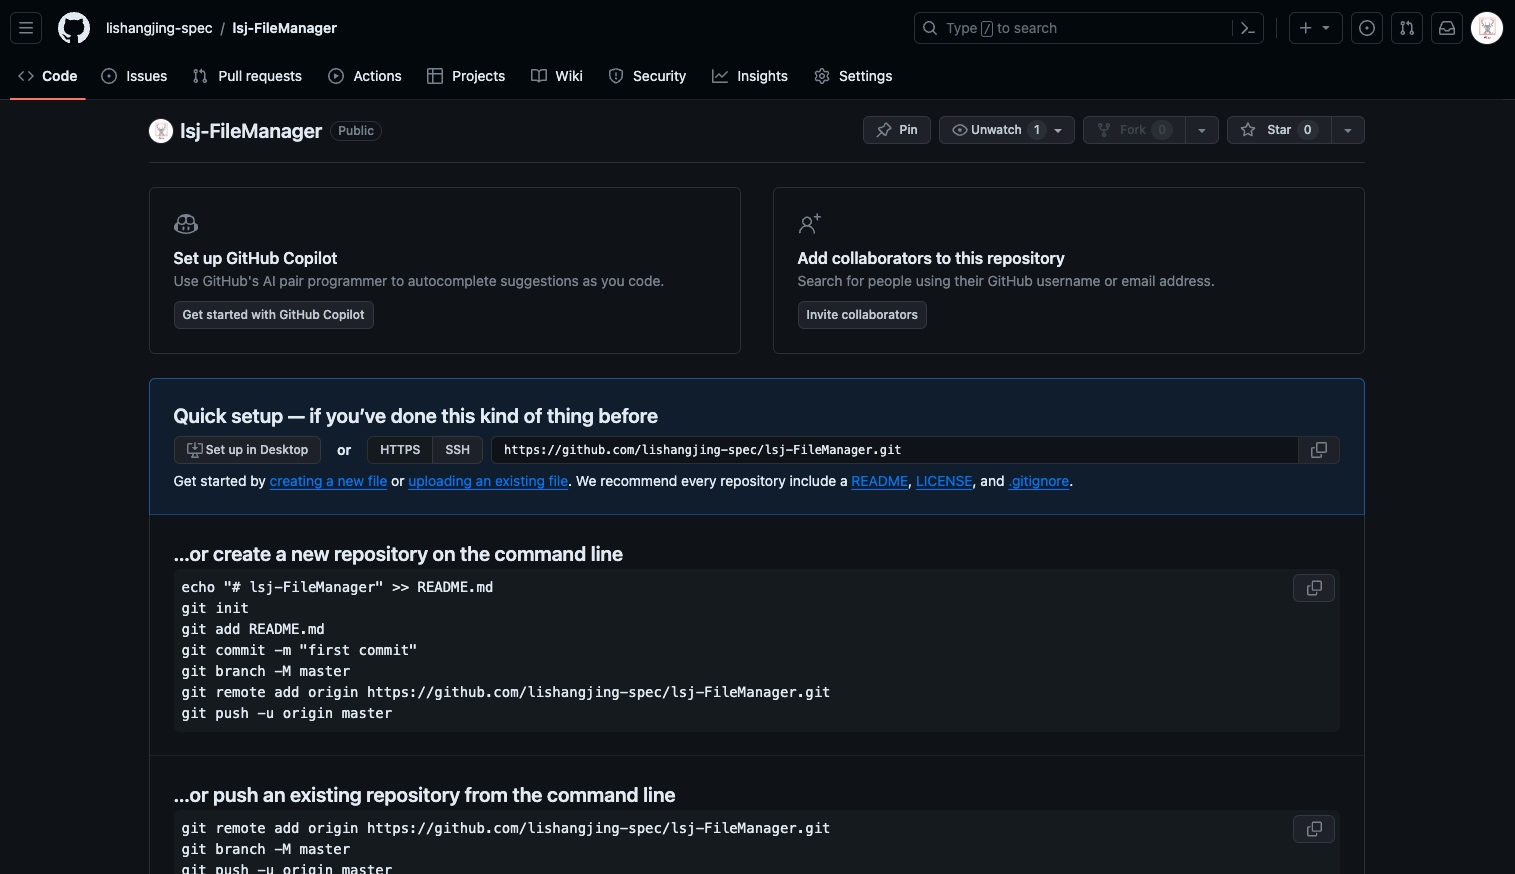 lishangjing-spec / lsj-FileManager
Type / to search
Code Issues Pull requests Actions Projects Wiki Security Insights Settings
lsj-FileManager Public
Pin Unwatch 1 Fork 0 Star 0
Set up GitHub Copilot
Use GitHub's AI pair programmer to autocomplete suggestions as you code.
Get started with GitHub Copilot
Add collaborators to this repository
Search for people using their GitHub username or email address.
Invite collaborators
Quick setup — if you’ve done this kind of thing before
Set up in Desktop or HTTPS SSH https://github.com/lishangjing-spec/lsj-FileManager.git
Get started by creating a new file or uploading an existing file. We recommend every repository include a README, LICENSE, and .gitignore.
…or create a new repository on the command line
echo "# lsj-FileManager" >> README.md
git init
git add README.md
git commit -m "first commit"
git branch -M master
git remote add origin https://github.com/lishangjing-spec/lsj-FileManager.git
git push -u origin master
…or push an existing repository from the command line
git remote add origin https://github.com/lishangjing-spec/lsj-FileManager.git
git branch -M master
git push -u origin master